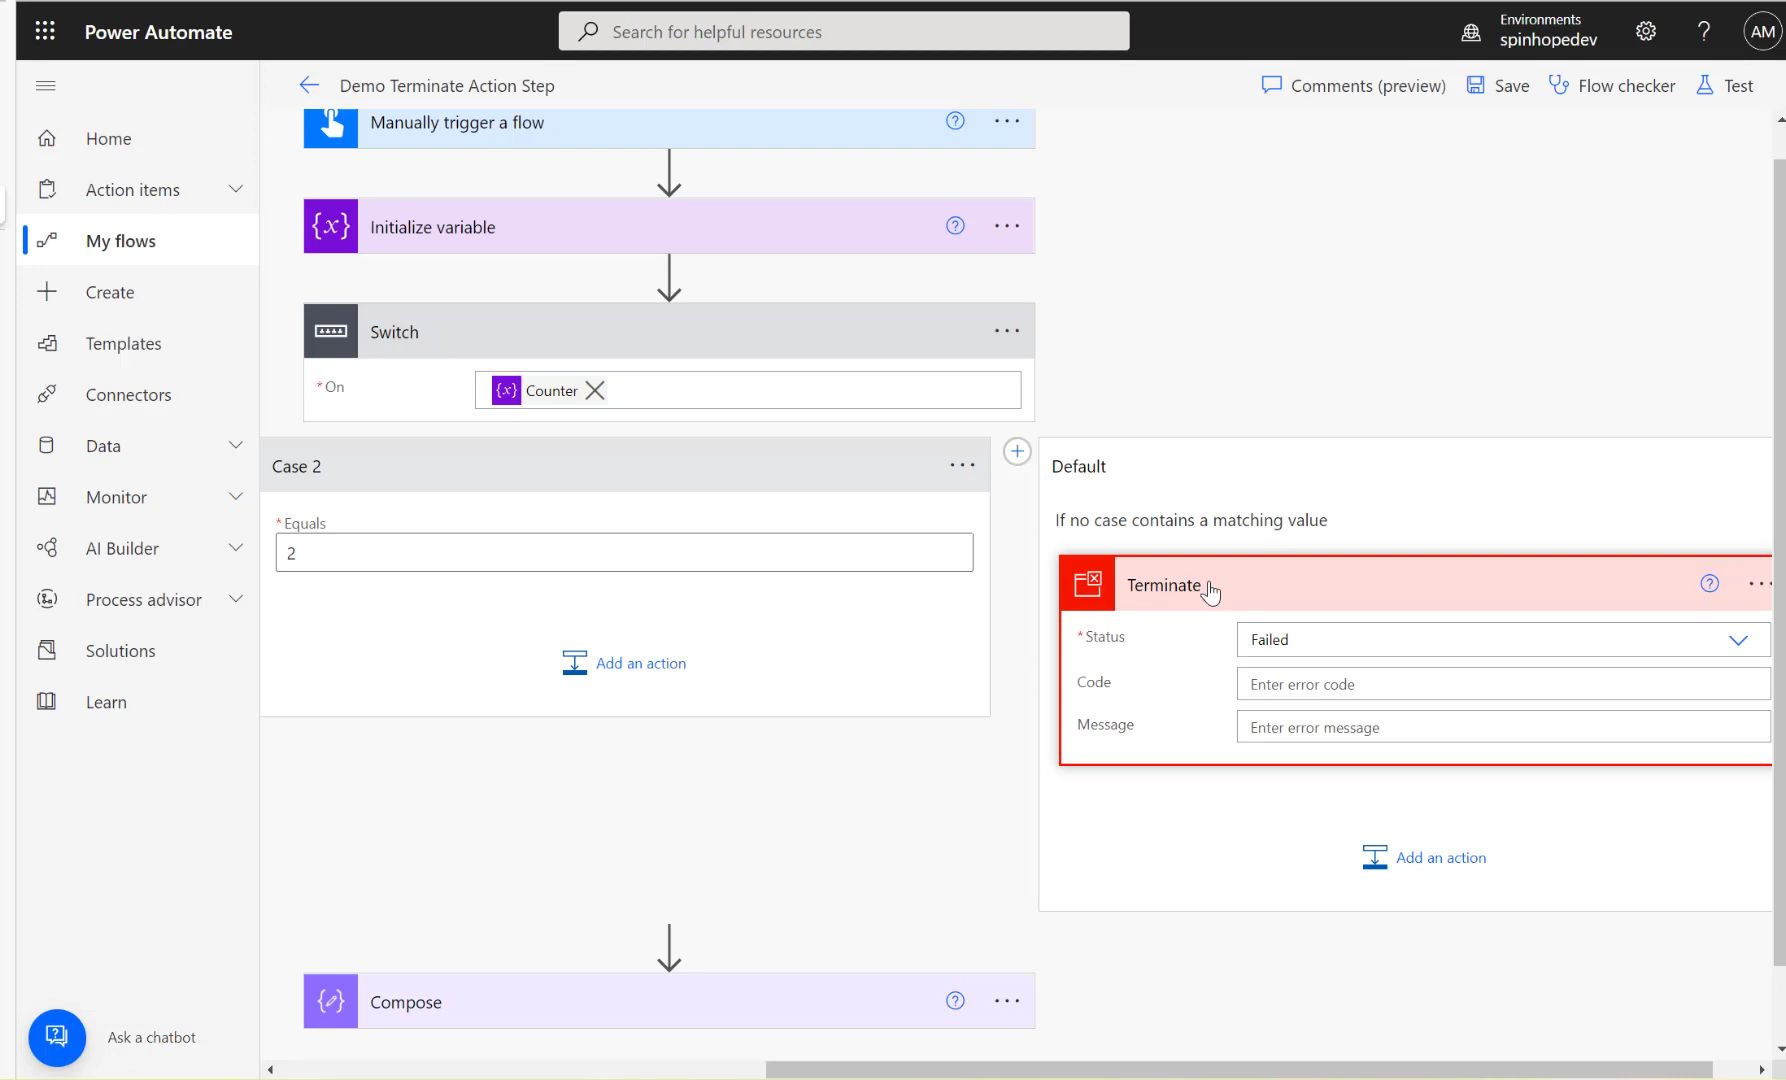 Power Automate
Search for helpful resources
Environments
spinhopedev
AM
Demo Terminate Action Step
Comments (preview)
Save
Flow checker
Test
Home
Action items
My flows
Create
Templates
Connectors
Data
Monitor
AI Builder
Process advisor
Solutions
Learn
Ask a chatbot
Manually trigger a flow
{x} Initialize variable
Switch
* On
{x} Counter
Case 2
* Equals
2
Add an action
Default
If no case contains a matching value
Terminate
* Status
Failed
Code
Enter error code
Message
Enter error message
Add an action
Compose